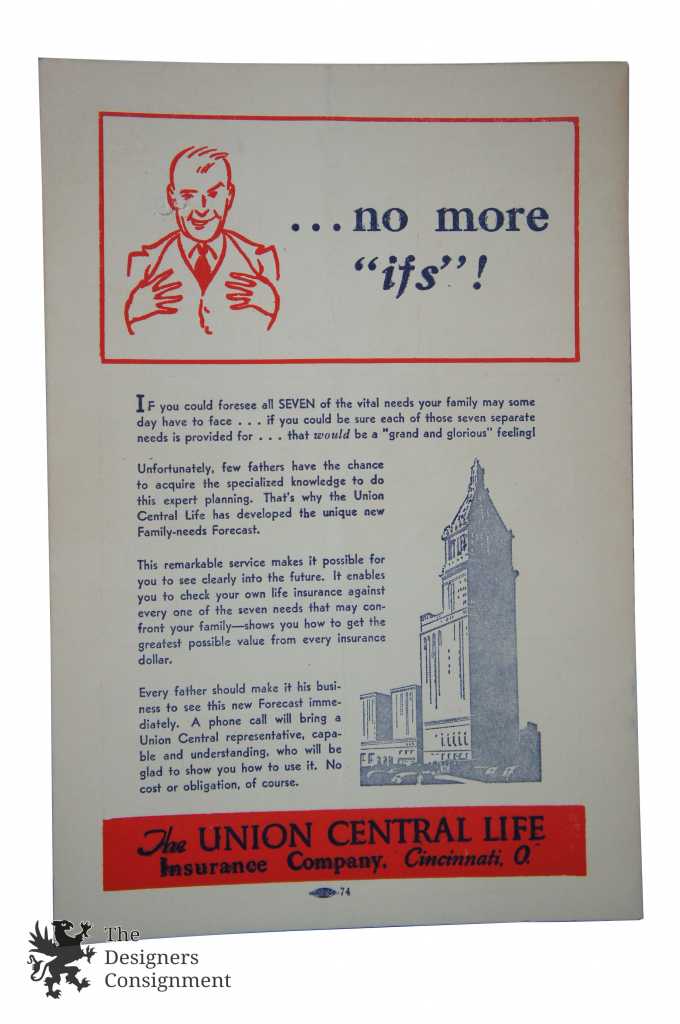 ...no more
“ifs”!
IF you could foresee all SEVEN of the vital needs your family may some
day have to face . . . if you could be sure each of those seven separate
needs is provided for . . . that would be a "grand and glorious" feeling!
Unfortunately, few fathers have the chance
to acquire the specialized knowledge to do
this expert planning. That's why the Union
Central Life has developed the unique new
Family-needs Forecast.
This remarkable service makes it possible for
you to see clearly into the future. It enables
you to check your own life insurance against
every one of the seven needs that may con-
front your family—shows you how to get the
greatest possible value from every insurance
dollar.
Every father should make it his busi-
ness to see this new Forecast imme-
diately. A phone call will bring a
Union Central representative, capa-
ble and understanding, who will be
glad to show you how to use it. No
cost or obligation, of course.
The UNION CENTRAL LIFE
Insurance Company, Cincinnati, O.
74
The
Designers
Consignment